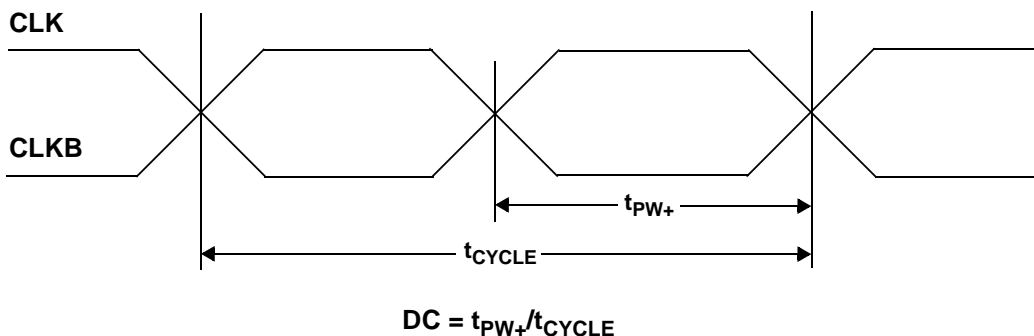 CLK
CLKB
tPW+
tCYCLE
DC = tPW+/tCYCLE